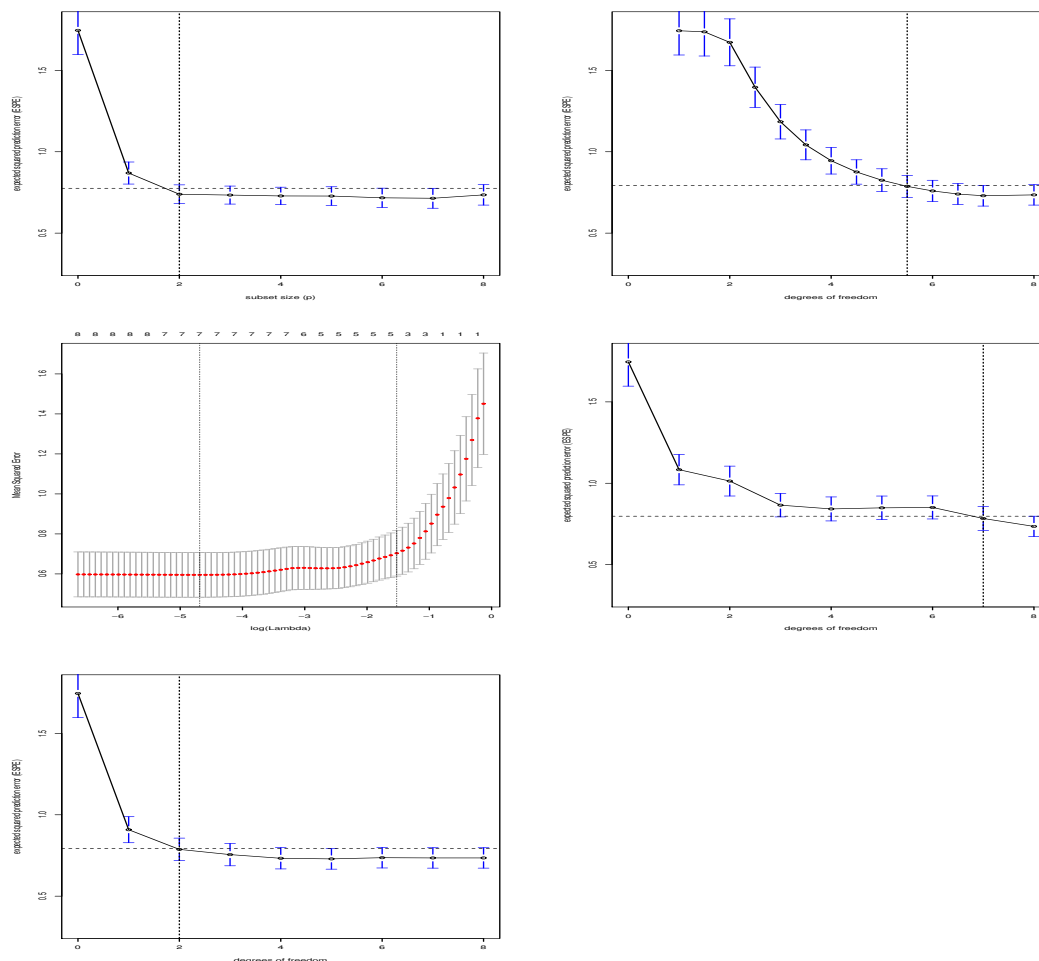 expected squared prediction error (ESPE)
1.5
1.0
0.5
0 2 4 6 8
subset size (p)
expected squared prediction error (ESPE)
1.5
1.0
0.5
0 2 4 6 8
degrees of freedom
8 8 8 8 8 7 7 7 7 7 7 7 7 6 5 5 5 5 5 3 3 1 1 1
Mean Squared Error
1.6
1.4
1.2
1.0
0.8
0.6
−6 −5 −4 −3 −2 −1 0
log(Lambda)
expected squared prediction error (ESPE)
1.5
1.0
0.5
0 2 4 6 8
degrees of freedom
expected squared prediction error (ESPE)
1.5
1.0
0.5
0 2 4 6 8
degrees of freedom